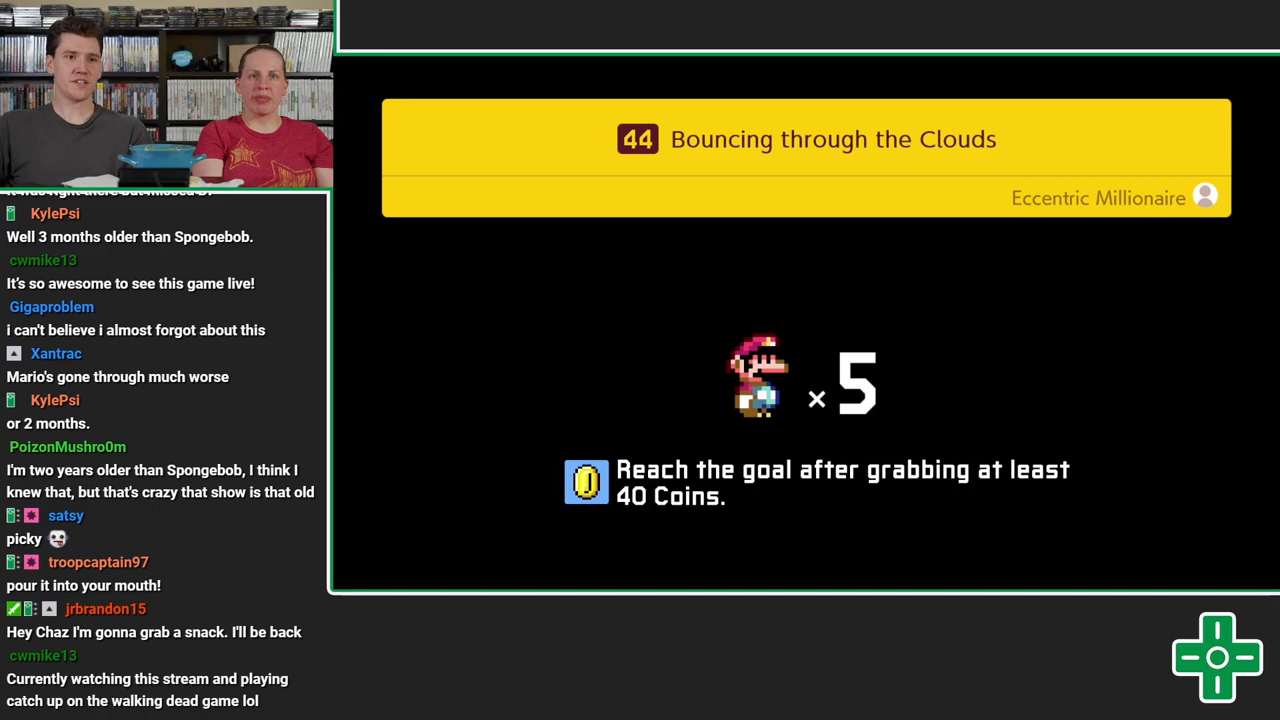 KylePsi
Well 3 months older than Spongebob.
cwmike13
It's so awesome to see this game live!
Gigaproblem
i can't believe i almost forgot about this
Xantrac
Mario's gone through much worse
KylePsi
or 2 months.
PoizonMushro0m
I'm two years older than Spongebob, I think I
knew that, but that's crazy that show is that old
satsy
picky
troopcaptain97
pour it into your mouth!
jrbrandon15
Hey Chaz I'm gonna grab a snack. I'll be back
cwmike13
Currently watching this stream and playing
catch up on the walking dead game lol
44 Bouncing through the Clouds
Eccentric Millionaire
× 5
Reach the goal after grabbing at least
40 Coins.